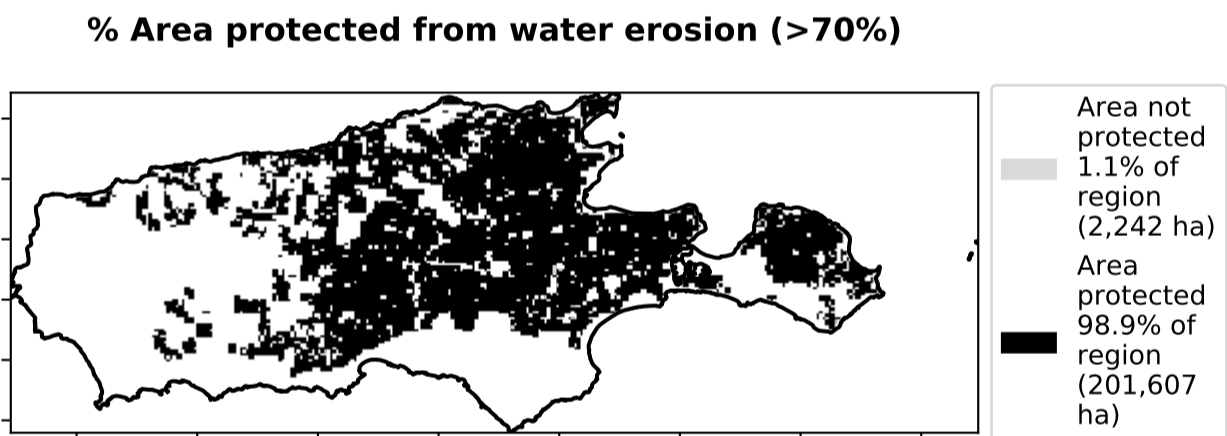 % Area protected from water erosion (>70%)
Area not
protected
1.1% of
region
(2,242 ha)
Area
protected
98.9% of
region
(201,607
ha)